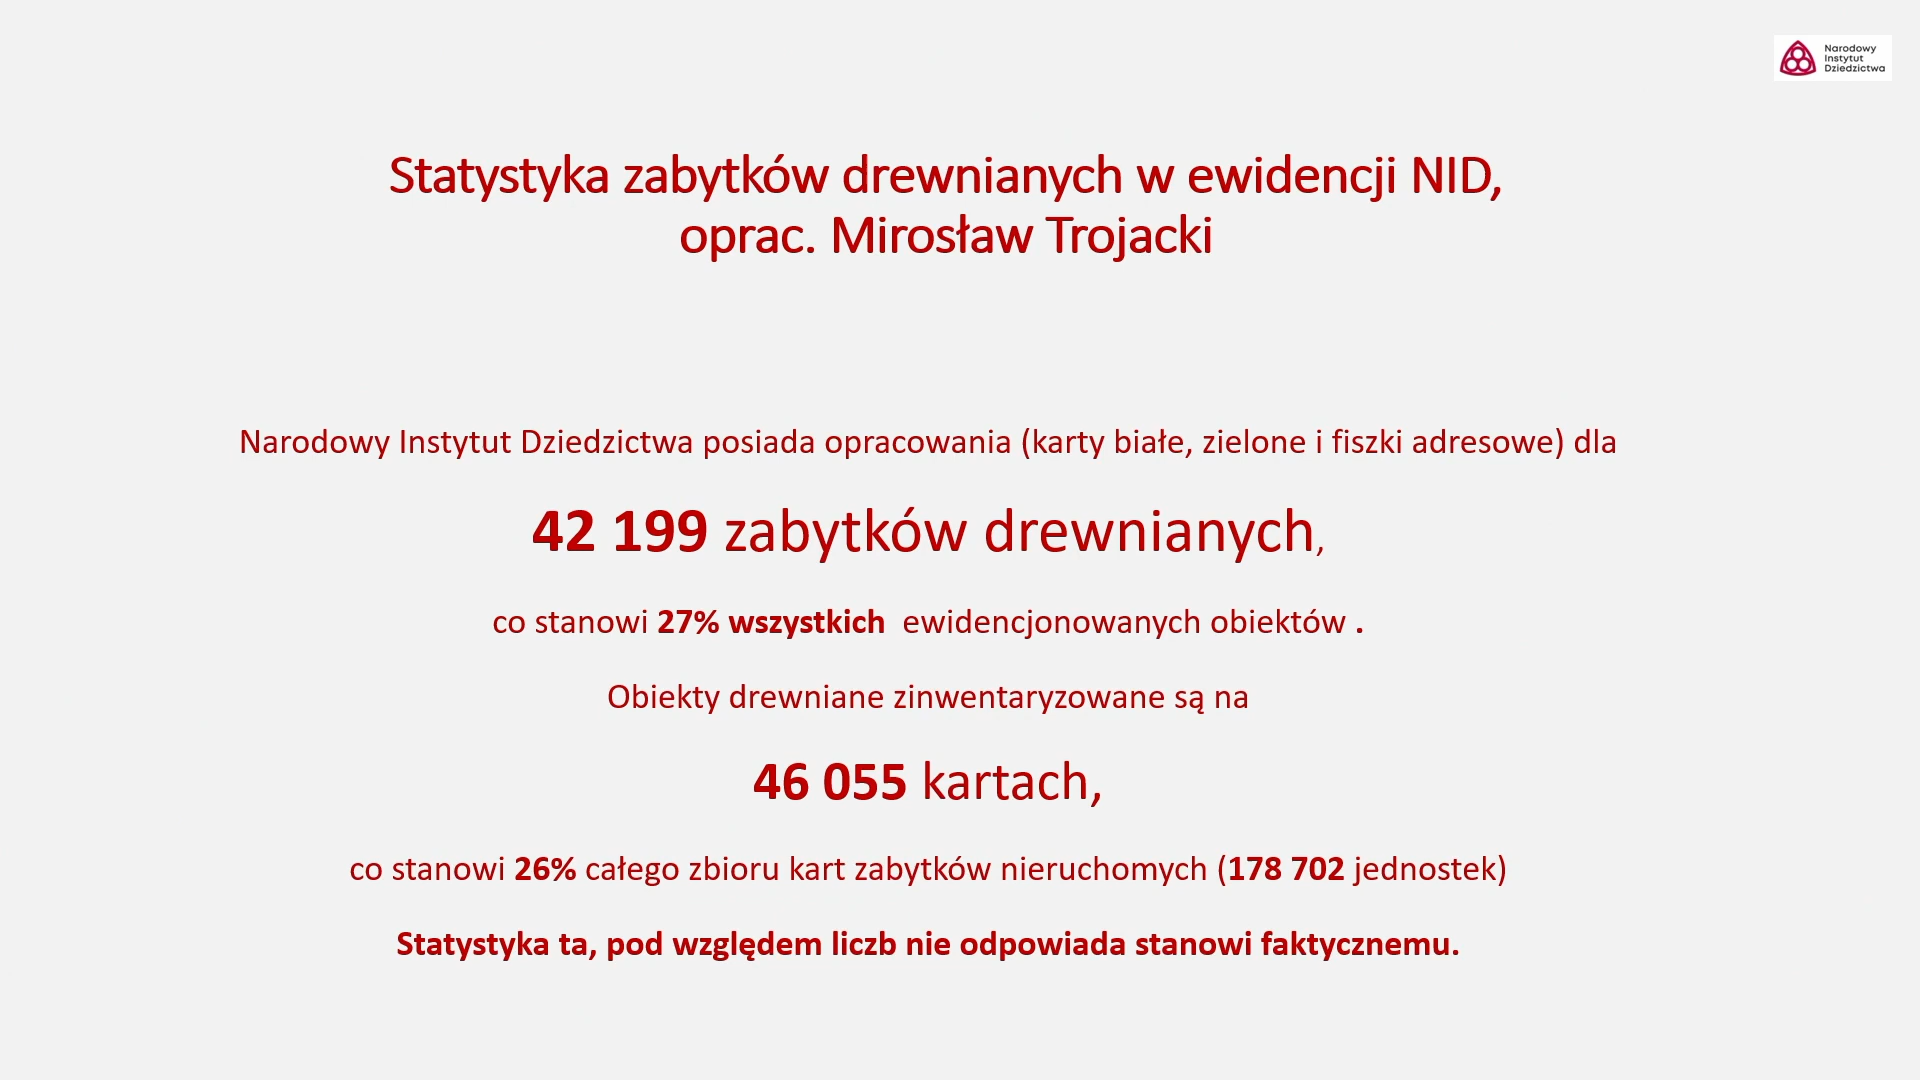 Narodowy
Instytut
Dziedzictwa
Statystyka zabytków drewnianych w ewidencji NID,
oprac. Mirosław Trojacki
Narodowy Instytut Dziedzictwa posiada opracowania (karty białe, zielone i fiszki adresowe) dla
42 199 zabytków drewnianych,
co stanowi 27% wszystkich ewidencjonowanych obiektów .
Obiekty drewniane zinwentaryzowane są na
46 055 kartach,
co stanowi 26% całego zbioru kart zabytków nieruchomych (178 702 jednostek)
Statystyka ta, pod względem liczb nie odpowiada stanowi faktycznemu.